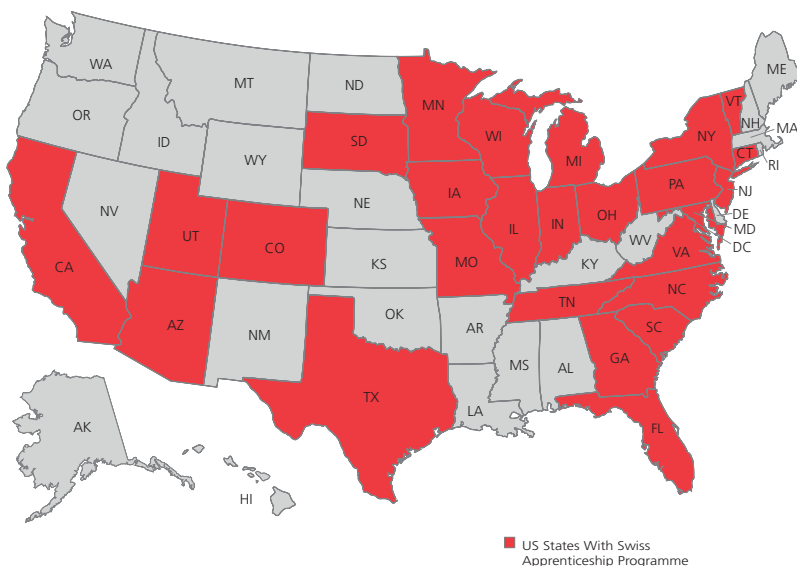 WA
MT
ND
ME
OR
MN
VT
NH
MA
ID
SD
WI
NY
WY
MI
CT
RI
IA
PA
NJ
NV
NE
DE
UT
IL
IN
OH
MD
CO
WV
DC
CA
KS
MO
KY
VA
NC
TN
AZ
OK
NM
AR
SC
MS
AL
GA
TX
LA
AK
FL
HI
US States With Swiss
Apprenticeship Programme